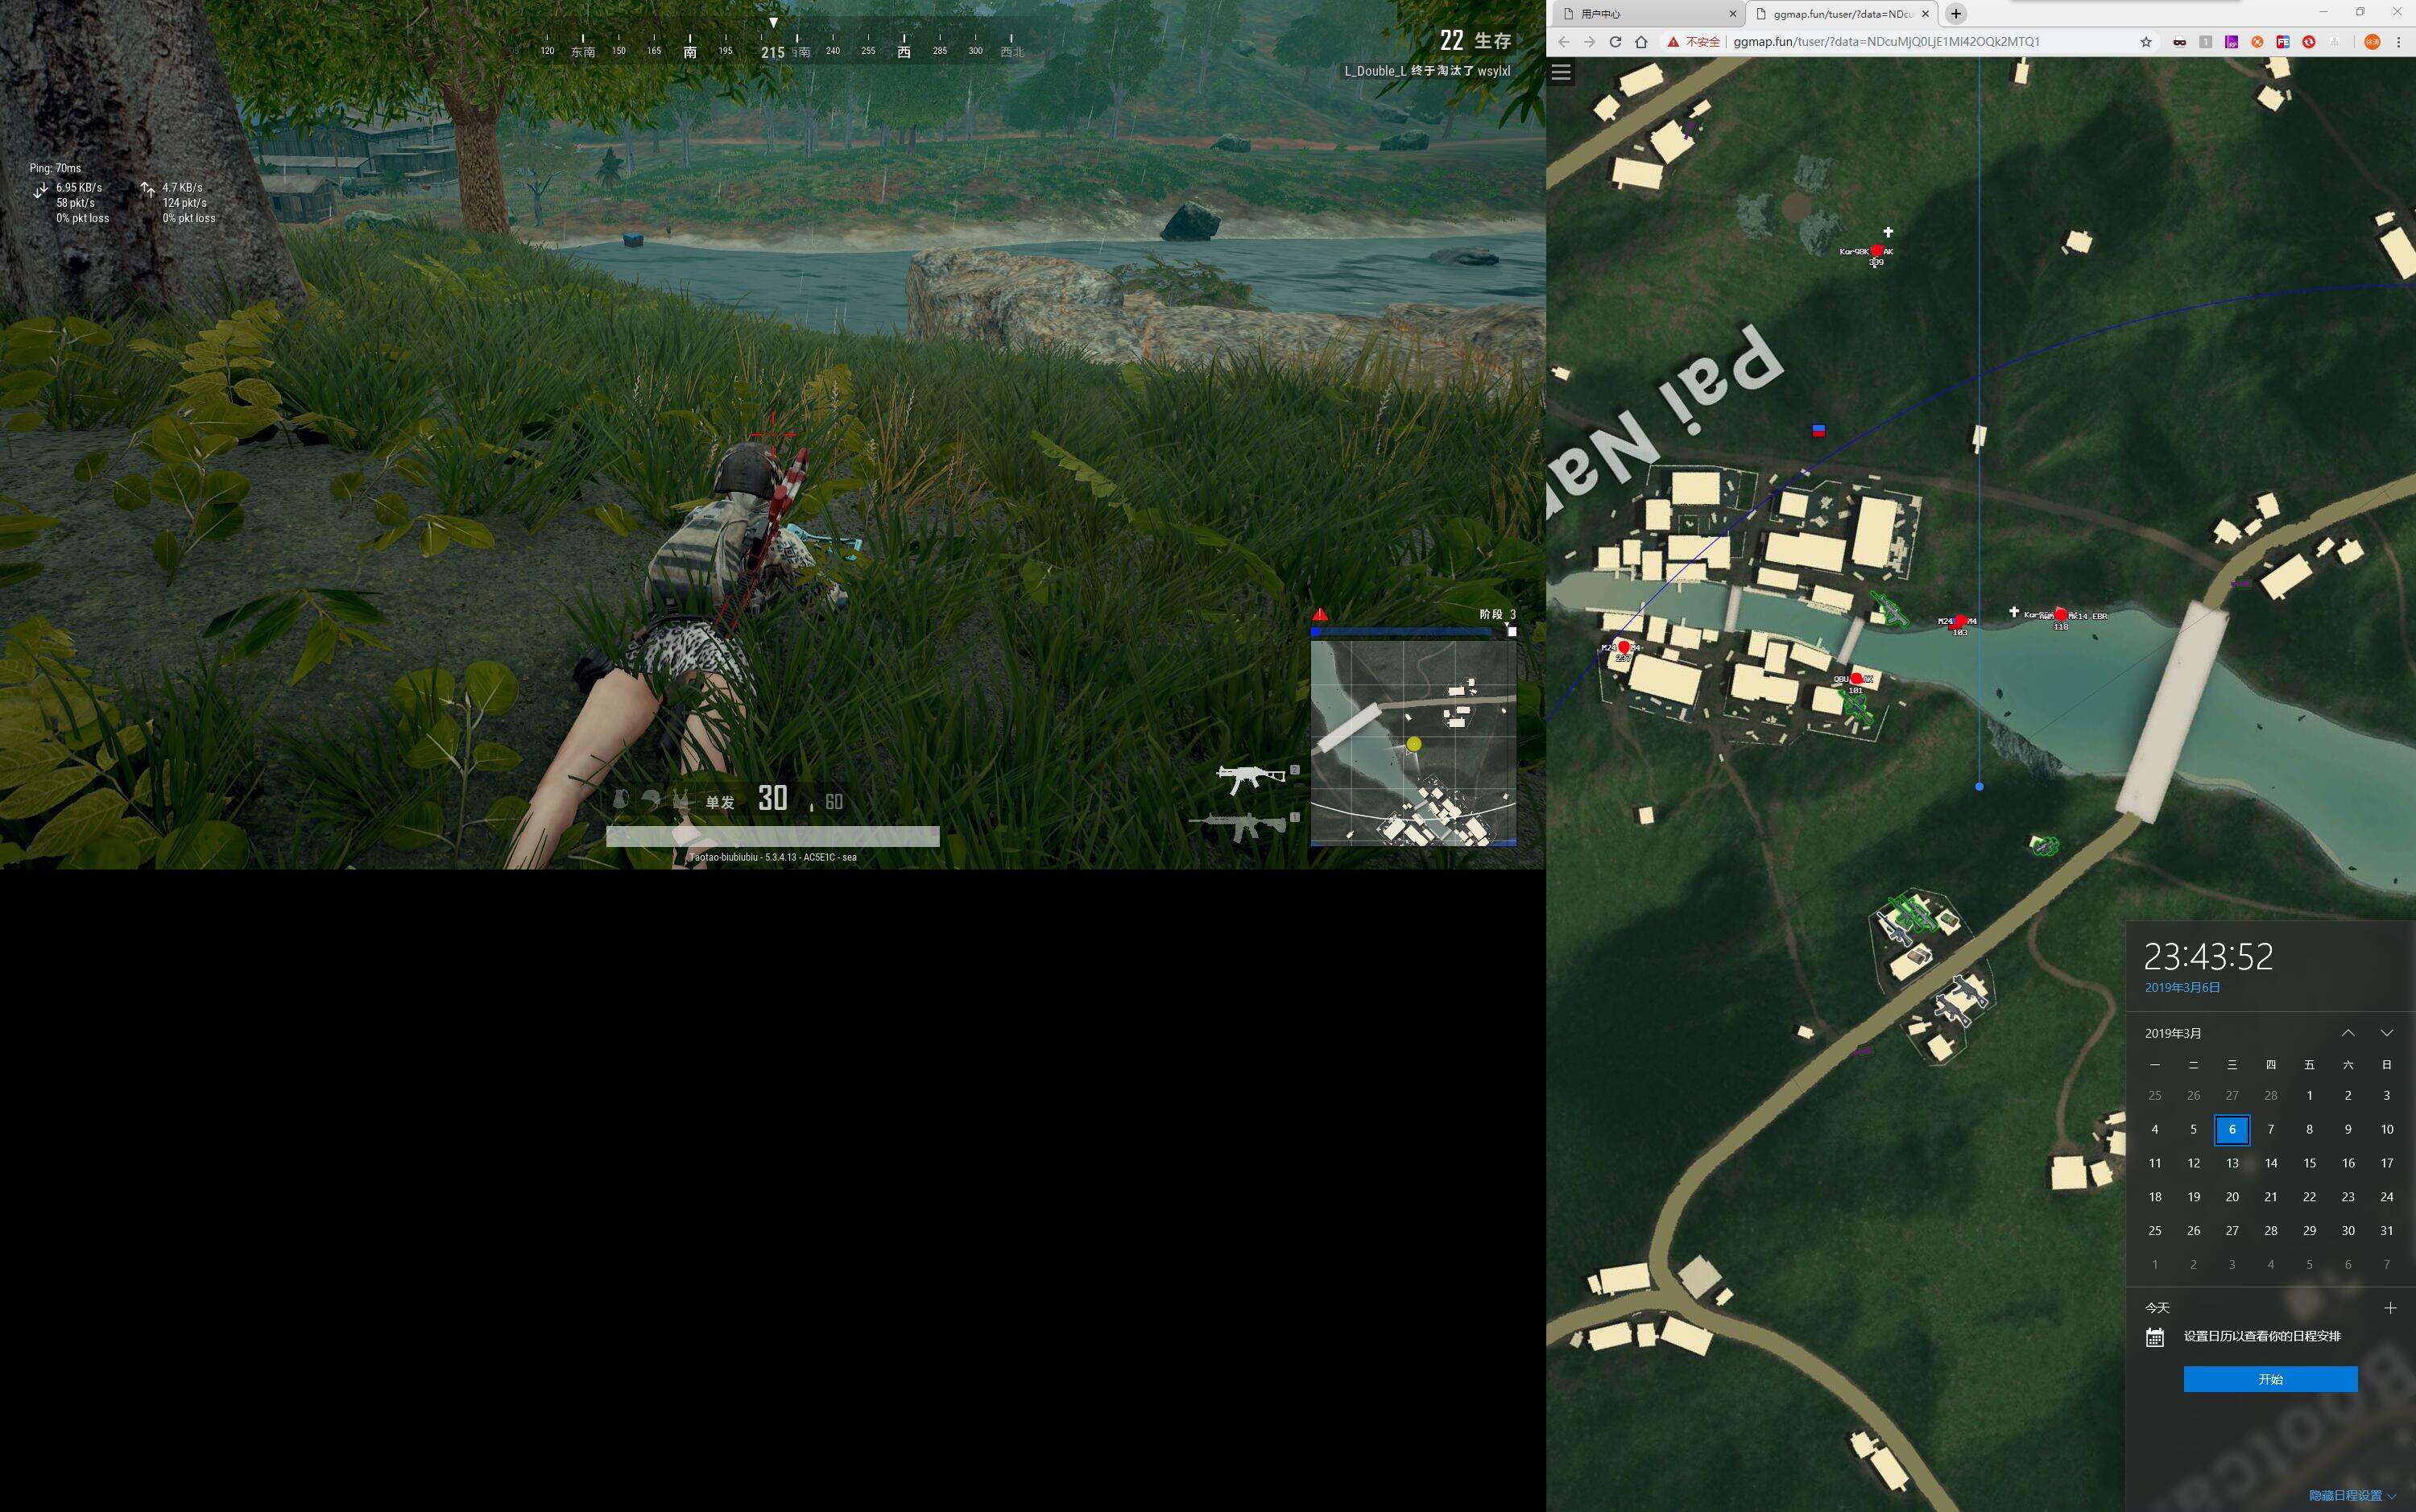 120 东南 150 165 南 195 215 240 255 西 285 300 西北
22 生存
L_Double_L 终于淘汰了 wsylxl
Ping: 70ms
6.95 KB/s 4.7 KB/s
58 pkt/s 124 pkt/s
0% pkt loss 0% pkt loss
阶段 3
2
1
单发 30 60
Taotao-biubiubiu - 5.3.4.13 - AC5E1C - sea
用户中心
ggmap.fun/tuser/?data=NDcu
不安全 ggmap.fun/tuser/?data=NDcuMjQ0LjE1Mi42OQk2MTQ1
Kar98K AK
Pai Nan
M24 M4
103
Mk14 EBR
118
M24
QBU
101
23:43:52
2019年3月6日
2019年3月
一 二 三 四 五 六 日
25 26 27 28 1 2 3
4 5 6 7 8 9 10
11 12 13 14 15 16 17
18 19 20 21 22 23 24
25 26 27 28 29 30 31
1 2 3 4 5 6 7
今天
设置日历以查看你的日程安排
开始
隐藏日程设置